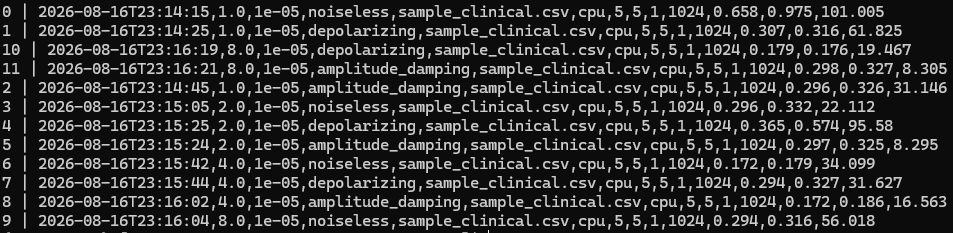 0 | 2026-08-16T23:14:15,1.0,1e-05,noiseless,sample_clinical.csv,cpu,5,5,1,1024,0.658,0.975,101.005
1 | 2026-08-16T23:14:25,1.0,1e-05,depolarizing,sample_clinical.csv,cpu,5,5,1,1024,0.307,0.316,61.825
10 | 2026-08-16T23:16:19,8.0,1e-05,depolarizing,sample_clinical.csv,cpu,5,5,1,1024,0.179,0.176,19.467
11 | 2026-08-16T23:16:21,8.0,1e-05,amplitude_damping,sample_clinical.csv,cpu,5,5,1,1024,0.298,0.327,8.305
2 | 2026-08-16T23:14:45,1.0,1e-05,amplitude_damping,sample_clinical.csv,cpu,5,5,1,1024,0.296,0.326,31.146
3 | 2026-08-16T23:15:05,2.0,1e-05,noiseless,sample_clinical.csv,cpu,5,5,1,1024,0.296,0.332,22.112
4 | 2026-08-16T23:15:25,2.0,1e-05,depolarizing,sample_clinical.csv,cpu,5,5,1,1024,0.365,0.574,95.58
5 | 2026-08-16T23:15:24,2.0,1e-05,amplitude_damping,sample_clinical.csv,cpu,5,5,1,1024,0.297,0.325,8.295
6 | 2026-08-16T23:15:42,4.0,1e-05,noiseless,sample_clinical.csv,cpu,5,5,1,1024,0.172,0.179,34.099
7 | 2026-08-16T23:15:44,4.0,1e-05,depolarizing,sample_clinical.csv,cpu,5,5,1,1024,0.294,0.327,31.627
8 | 2026-08-16T23:16:02,4.0,1e-05,amplitude_damping,sample_clinical.csv,cpu,5,5,1,1024,0.172,0.186,16.563
9 | 2026-08-16T23:16:04,8.0,1e-05,noiseless,sample_clinical.csv,cpu,5,5,1,1024,0.294,0.316,56.018